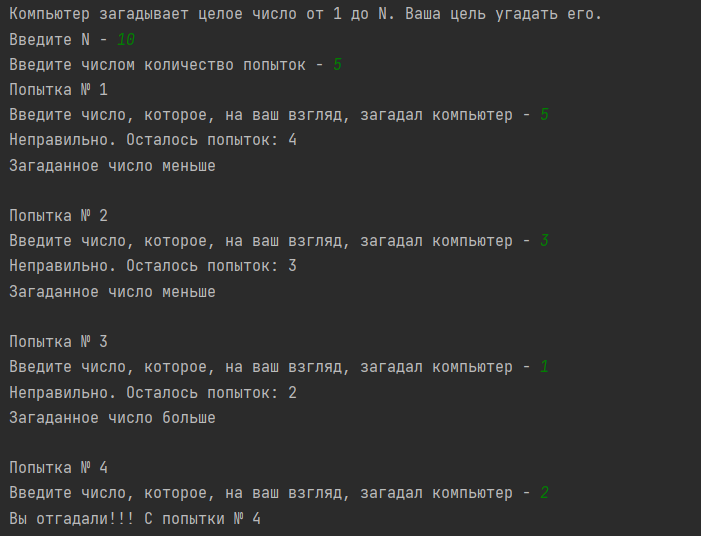 Компьютер загадывает целое число от 1 до N. Ваша цель угадать его.
Введите N - 10
Введите числом количество попыток - 5
Попытка № 1
Введите число, которое, на ваш взгляд, загадал компьютер - 5
Неправильно. Осталось попыток: 4
Загаданное число меньше
Попытка № 2
Введите число, которое, на ваш взгляд, загадал компьютер - 3
Неправильно. Осталось попыток: 3
Загаданное число меньше
Попытка № 3
Введите число, которое, на ваш взгляд, загадал компьютер - 1
Неправильно. Осталось попыток: 2
Загаданное число больше
Попытка № 4
Введите число, которое, на ваш взгляд, загадал компьютер - 2
Вы отгадали!!! С попытки № 4